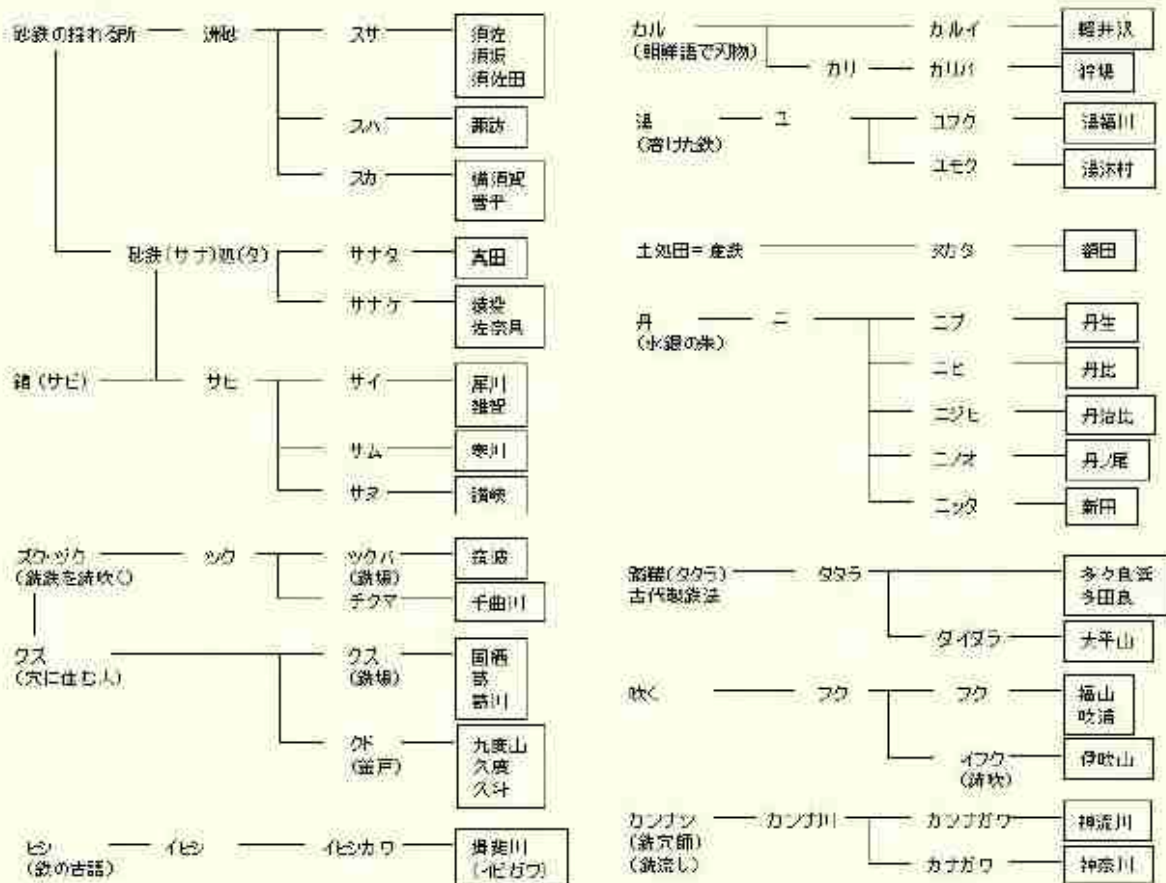 砂鉄の採れる所 洲砂 スサ 須佐
須坂
須佐田
スハ 諏訪
スカ 横須賀
菅平
砂鉄(サナ)処(タ) サナタ 真田
サナケ 猿投
佐奈具
錆(サビ) サヒ サイ 犀川
雑賀
サム 寒川
サヌ 讃岐
ズク・ヅク ツク ツクバ 筑波
(銑鉄を鋳吹く) (鉄場)
チクマ 千曲川
クス クス 国栖
(穴に住む人) (鉄場) 葛
葛川
クド 九度山
(釜戸) 久度
久斗
ヒシ イヒシ イヒシカワ 揖斐川
(鉄の古語) (イビガワ)
カル カルイ 軽井沢
(朝鮮語で刃物)
カリ カリバ 狩場
湯 ユ ユフク 湯福川
(溶けた鉄)
ユモク 湯沐村
土処田=産鉄 ヌカタ 額田
丹 ニ ニブ 丹生
(水銀の朱)
ニヒ 丹比
ニジヒ 丹治比
ニノオ 丹ノ尾
ニッタ 新田
踏鞴(タタラ) タタラ 多々良浜
古代製鉄法 多田良
ダイダラ 太平山
吹く フク フク 福山
吹浦
イフク 伊吹山
(鋳吹)
カンナシ カンナ川 カンナガワ 神流川
(鉄穴師)
(鉄流し) カナガワ 神奈川